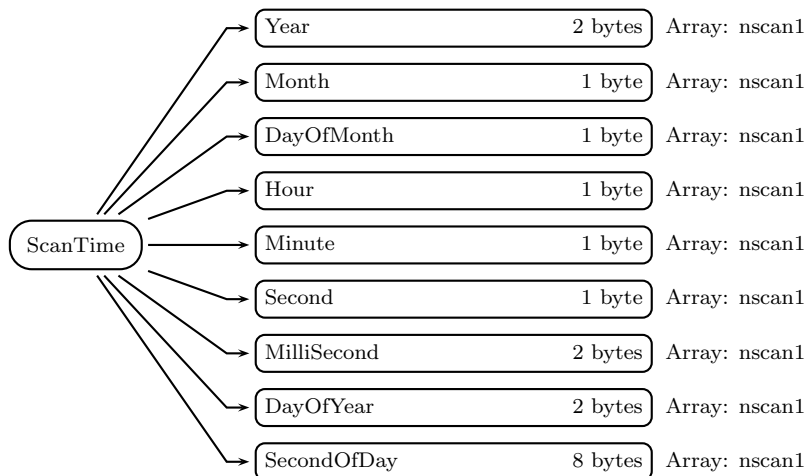 Year 2 bytes Array: nscan1
Month 1 byte Array: nscan1
DayOfMonth 1 byte Array: nscan1
Hour 1 byte Array: nscan1
ScanTime Minute 1 byte Array: nscan1
Second 1 byte Array: nscan1
MilliSecond 2 bytes Array: nscan1
DayOfYear 2 bytes Array: nscan1
SecondOfDay 8 bytes Array: nscan1